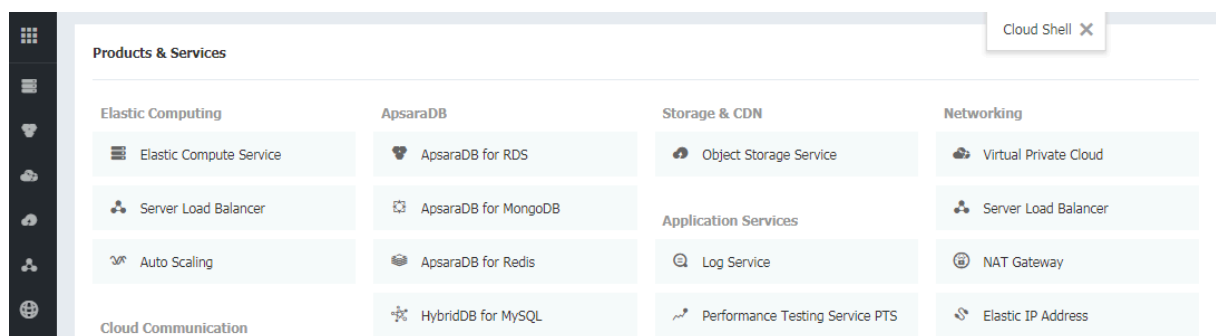 Cloud Shell
Products & Services
Elastic Computing
ApsaraDB
Storage & CDN
Networking
Elastic Compute Service
ApsaraDB for RDS
Object Storage Service
Virtual Private Cloud
Server Load Balancer
ApsaraDB for MongoDB
Application Services
Server Load Balancer
Auto Scaling
ApsaraDB for Redis
Log Service
NAT Gateway
Cloud Communication
HybridDB for MySQL
Performance Testing Service PTS
Elastic IP Address